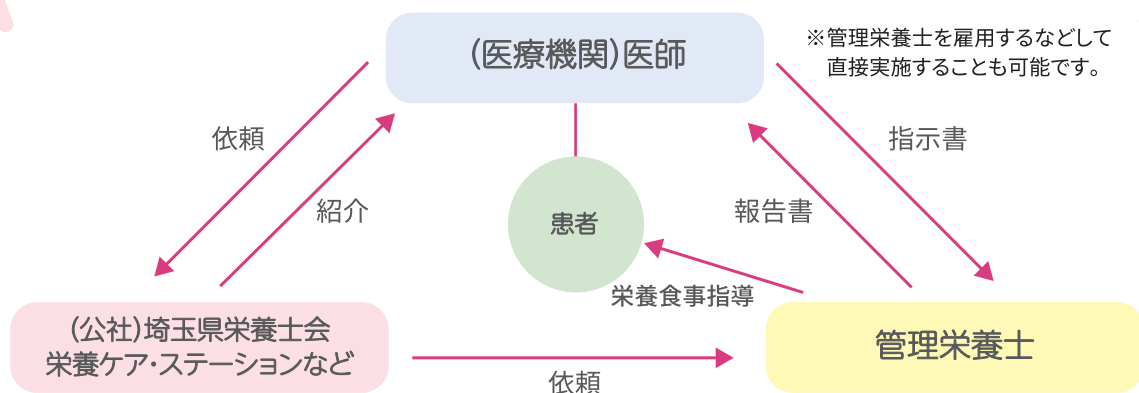 (医療機関)医師
※管理栄養士を雇用するなどして
直接実施することも可能です。
依頼
指示書
紹介
報告書
患者
栄養食事指導
(公社)埼玉県栄養士会
栄養ケア・ステーションなど
管理栄養士
依頼